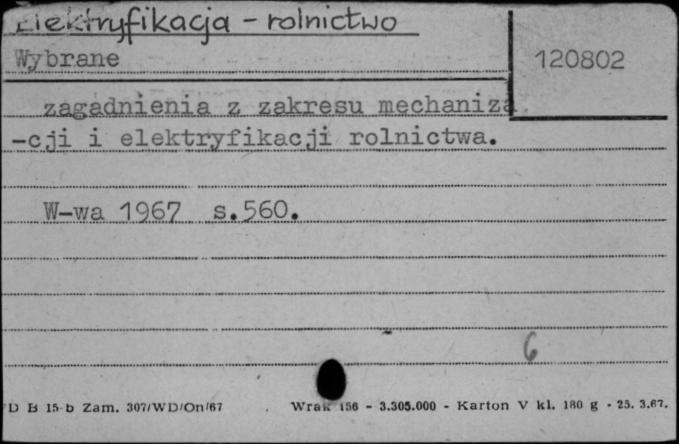 Elektryfikacja - rolnictwo
Wybrane
120802
zagadnienia z zakresu mechaniza
-cji i elektryfikacji rolnictwa.
W-wa 1967 s.560.
6
D B 15 b Zam. 307/WD/On/67 Wrak 156 - 3.305.000 - Karton V kl. 180 g - 25. 3.67.